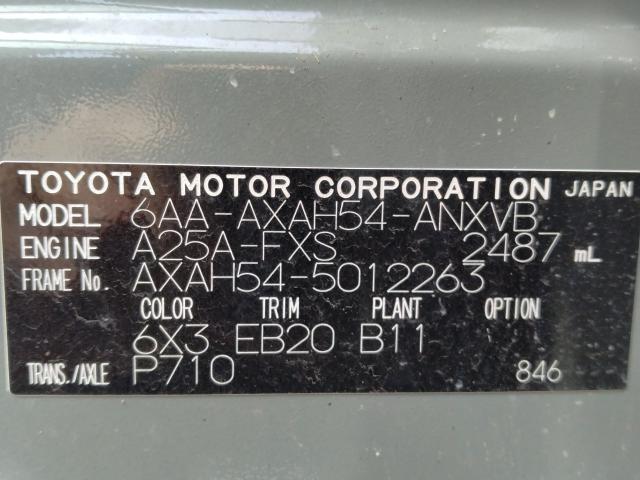 TOYOTA MOTOR CORPORATION JAPAN
MODEL 6AA-AXAH54-ANXVB
ENGINE A25A-FXS 2487 mL
FRAME No. AXAH54-5012263
COLOR TRIM PLANT OPTION
6X3 EB20 B11
TRANS./AXLE P710 846